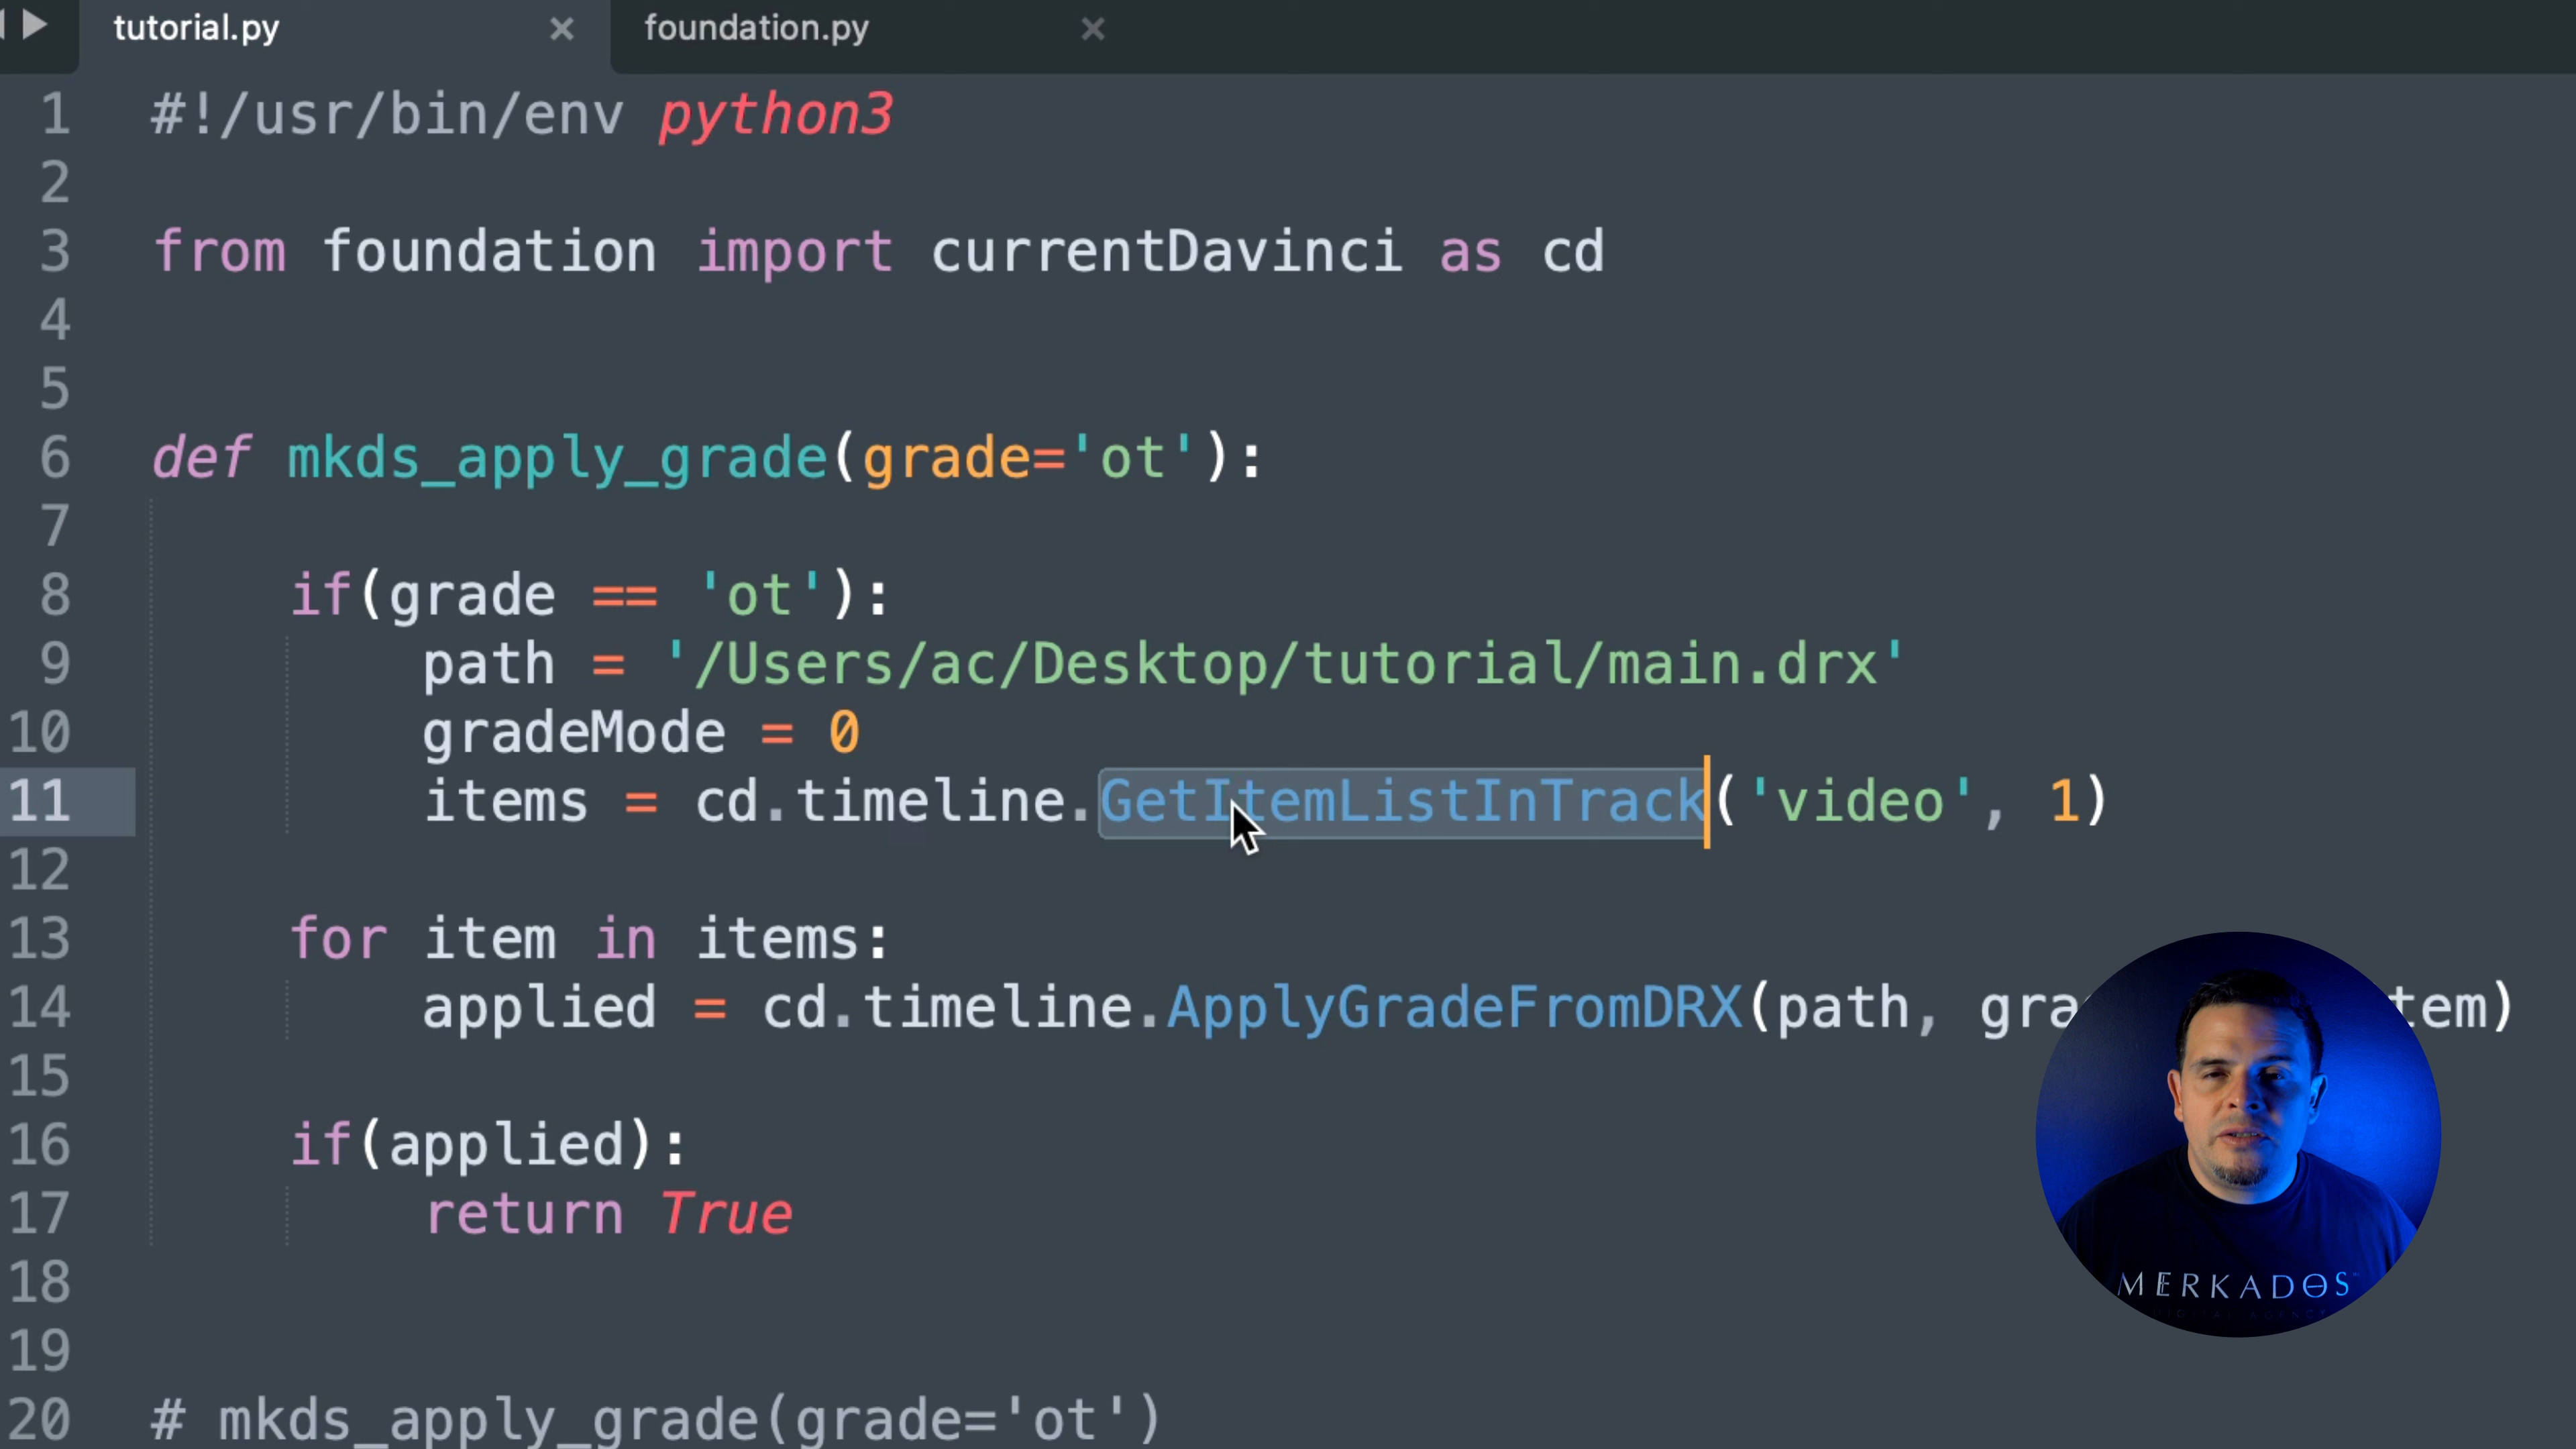 tutorial.py
foundation.py
1 #!/usr/bin/env python3
2
3 from foundation import currentDavinci as cd
4
5
6 def mkds_apply_grade(grade='ot'):
7
8 if(grade == 'ot'):
9 path = '/Users/ac/Desktop/tutorial/main.drx'
10 gradeMode = 0
11 items = cd.timeline.GetItemListInTrack('video', 1)
12
13 for item in items:
14 applied = cd.timeline.ApplyGradeFromDRX(path, gra tem)
15
16 if(applied):
17 return True
18
19
20 # mkds_apply_grade(grade='ot')
MERKADOS